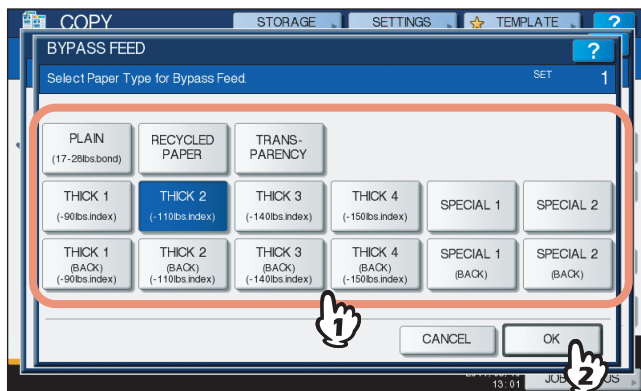 COPY
STORAGE
SETTINGS
TEMPLATE
?
BYPASS FEED
?
Select Paper Type for Bypass Feed.
SET
1
PLAIN
(17-28lbs.bond)
RECYCLED
PAPER
TRANS-
PARENCY
THICK 1
(-90lbs.index)
THICK 2
(-110lbs.index)
THICK 3
(-140lbs.index)
THICK 4
(-150lbs.index)
SPECIAL 1
SPECIAL 2
THICK 1
(BACK)
(-90lbs.index)
THICK 2
(BACK)
(-110lbs.index)
THICK 3
(BACK)
(-140lbs.index)
THICK 4
(BACK)
(-150lbs.index)
SPECIAL 1
(BACK)
SPECIAL 2
(BACK)
1
CANCEL
OK
2
13:01